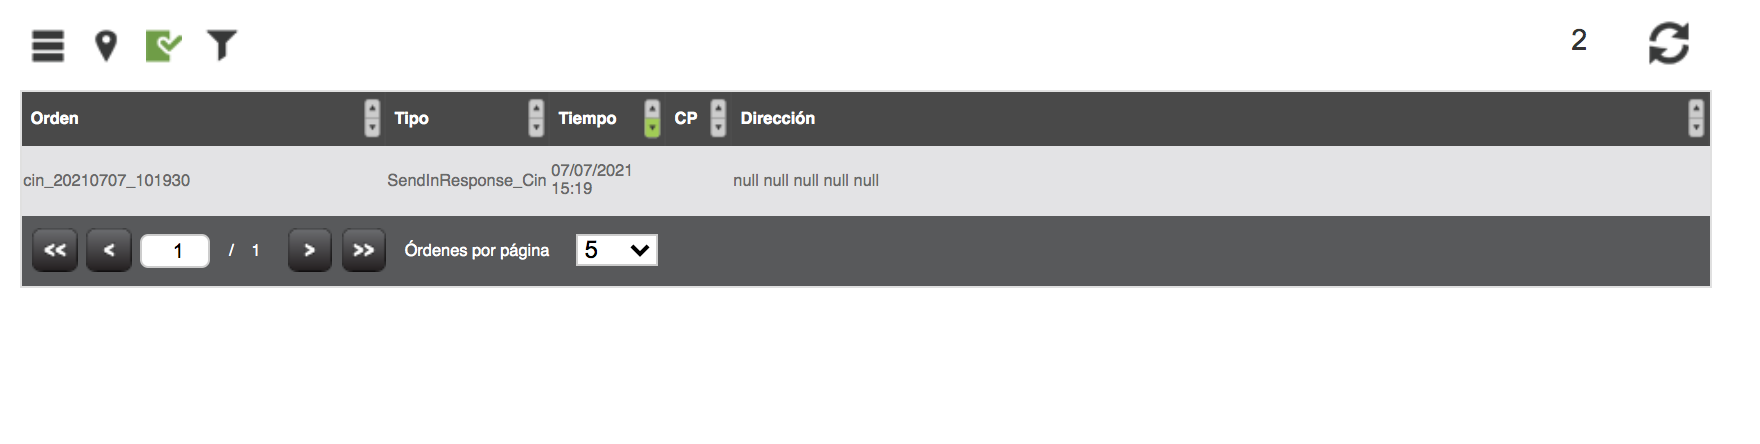 2
Orden Tipo Tiempo CP Dirección
cin_20210707_101930 SendInResponse_Cin 07/07/2021 15:19 null null null null null
<< < 1 / 1 > >> Órdenes por página 5